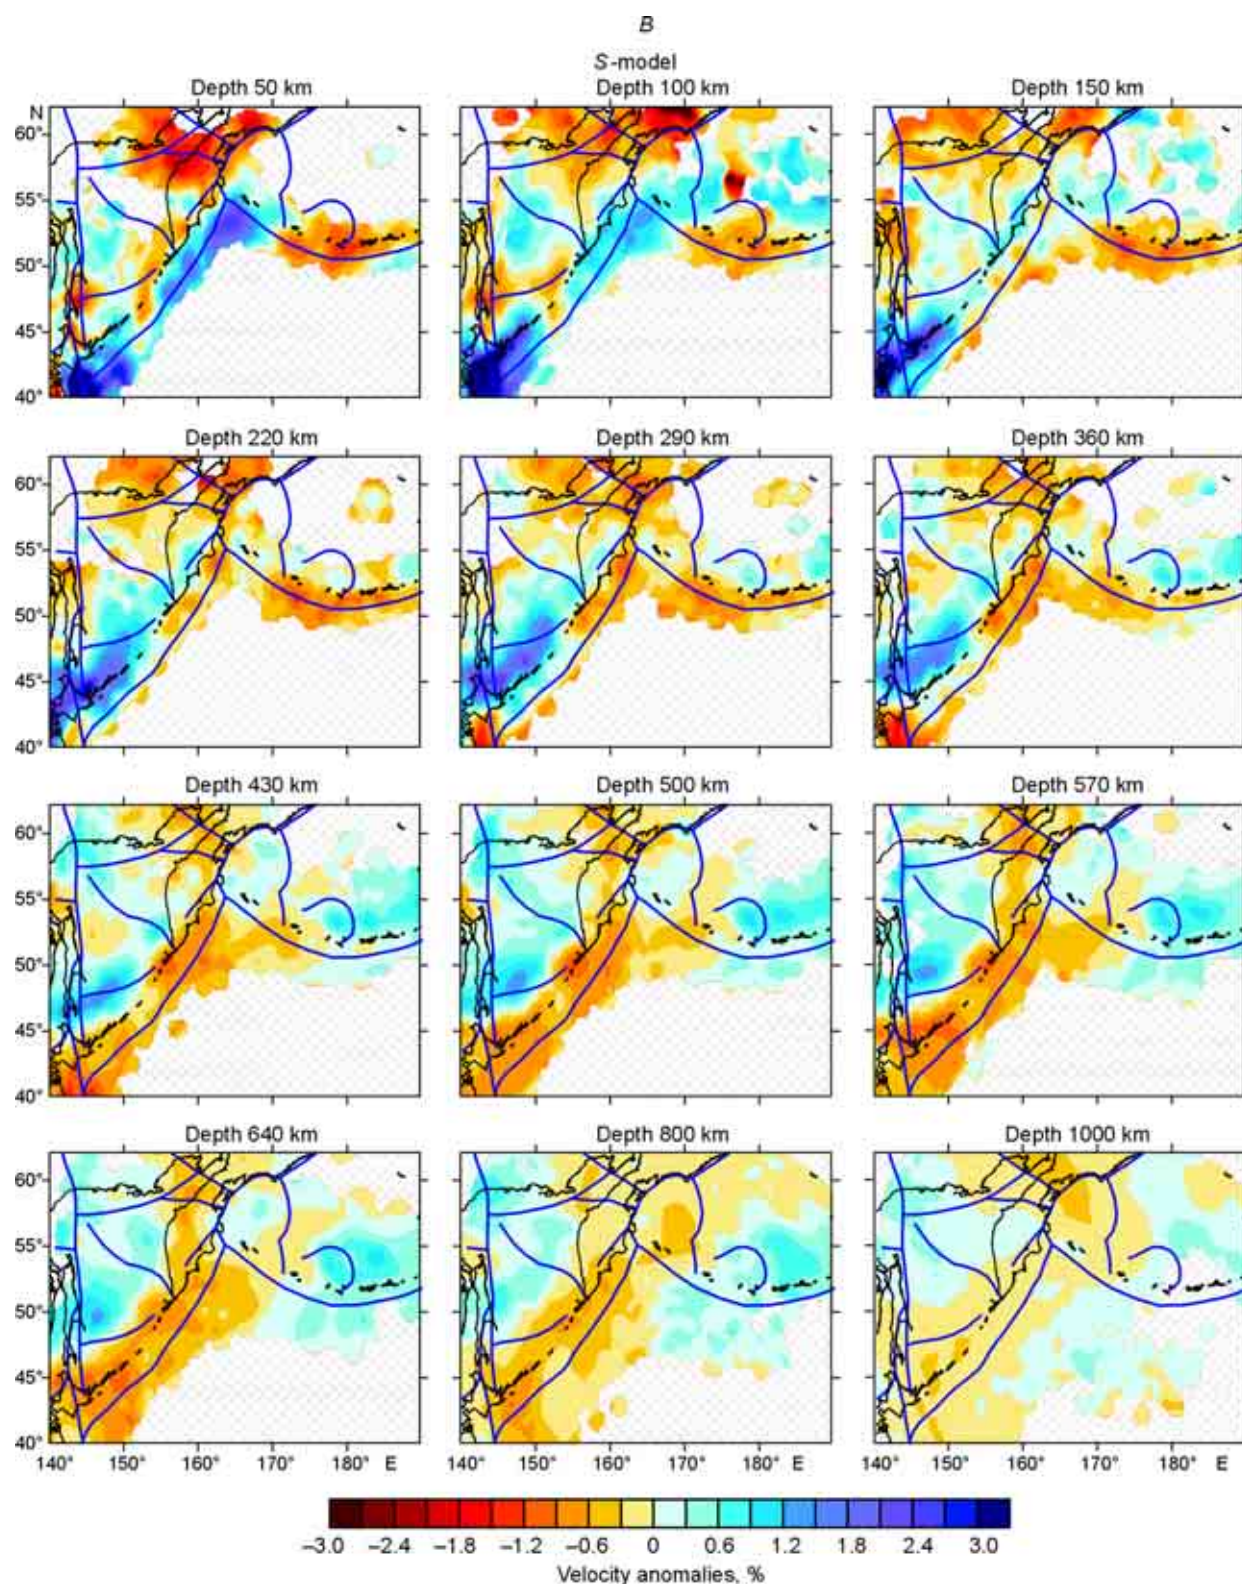 B
S-model
Depth 50 km Depth 100 km Depth 150 km
N
60°
55°
50°
45°
40°
Depth 220 km Depth 290 km Depth 360 km
60°
55°
50°
45°
40°
Depth 430 km Depth 500 km Depth 570 km
60°
55°
50°
45°
40°
Depth 640 km Depth 800 km Depth 1000 km
60°
55°
50°
45°
40°
140° 150° 160° 170° 180° E 140° 150° 160° 170° 180° E 140° 150° 160° 170° 180° E
–3.0 –2.4 –1.8 –1.2 –0.6 0 0.6 1.2 1.8 2.4 3.0
Velocity anomalies, %